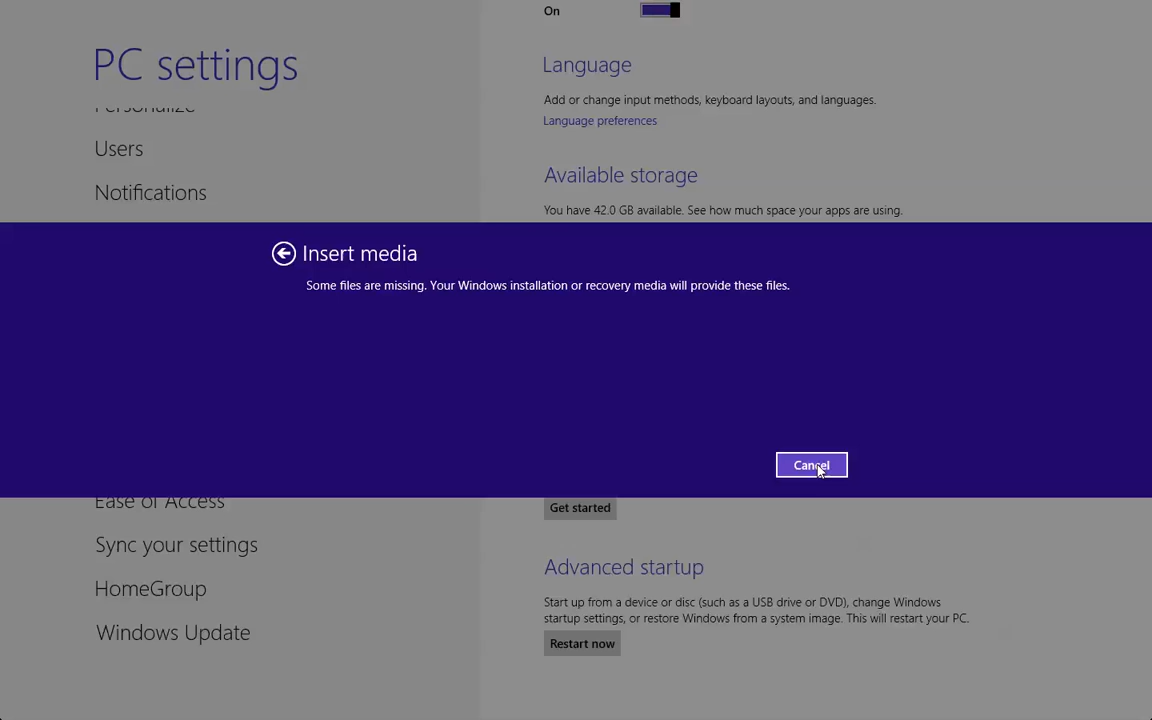 On
PC settings
Personalize
Users
Notifications
Language
Add or change input methods, keyboard layouts, and languages.
Language preferences
Available storage
You have 42.0 GB available. See how much space your apps are using.
Insert media
Some files are missing. Your Windows installation or recovery media will provide these files.
Cancel
Ease of Access
Sync your settings
HomeGroup
Windows Update
Get started
Advanced startup
Start up from a device or disc (such as a USB drive or DVD), change Windows
startup settings, or restore Windows from a system image. This will restart your PC.
Restart now